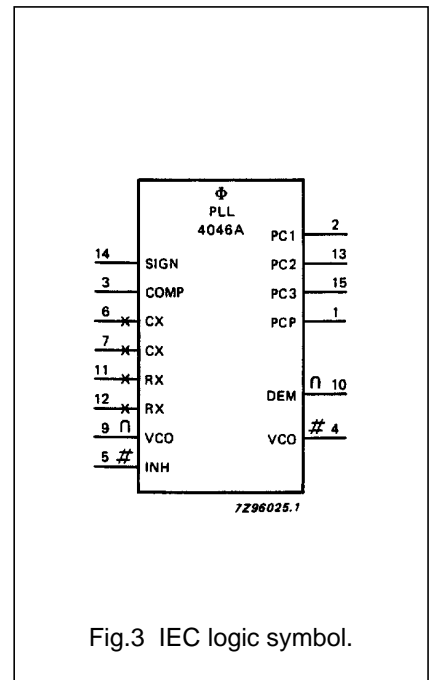 Φ
PLL
4046A
PC1 2
14 SIGN
PC2 13
3 COMP
PC3 15
6 CX
PCP 1
7 CX
11 RX
DEM ∩ 10
12 RX
9 ∩ VCO
VCO # 4
5 # INH
7Z96025.1
Fig.3 IEC logic symbol.